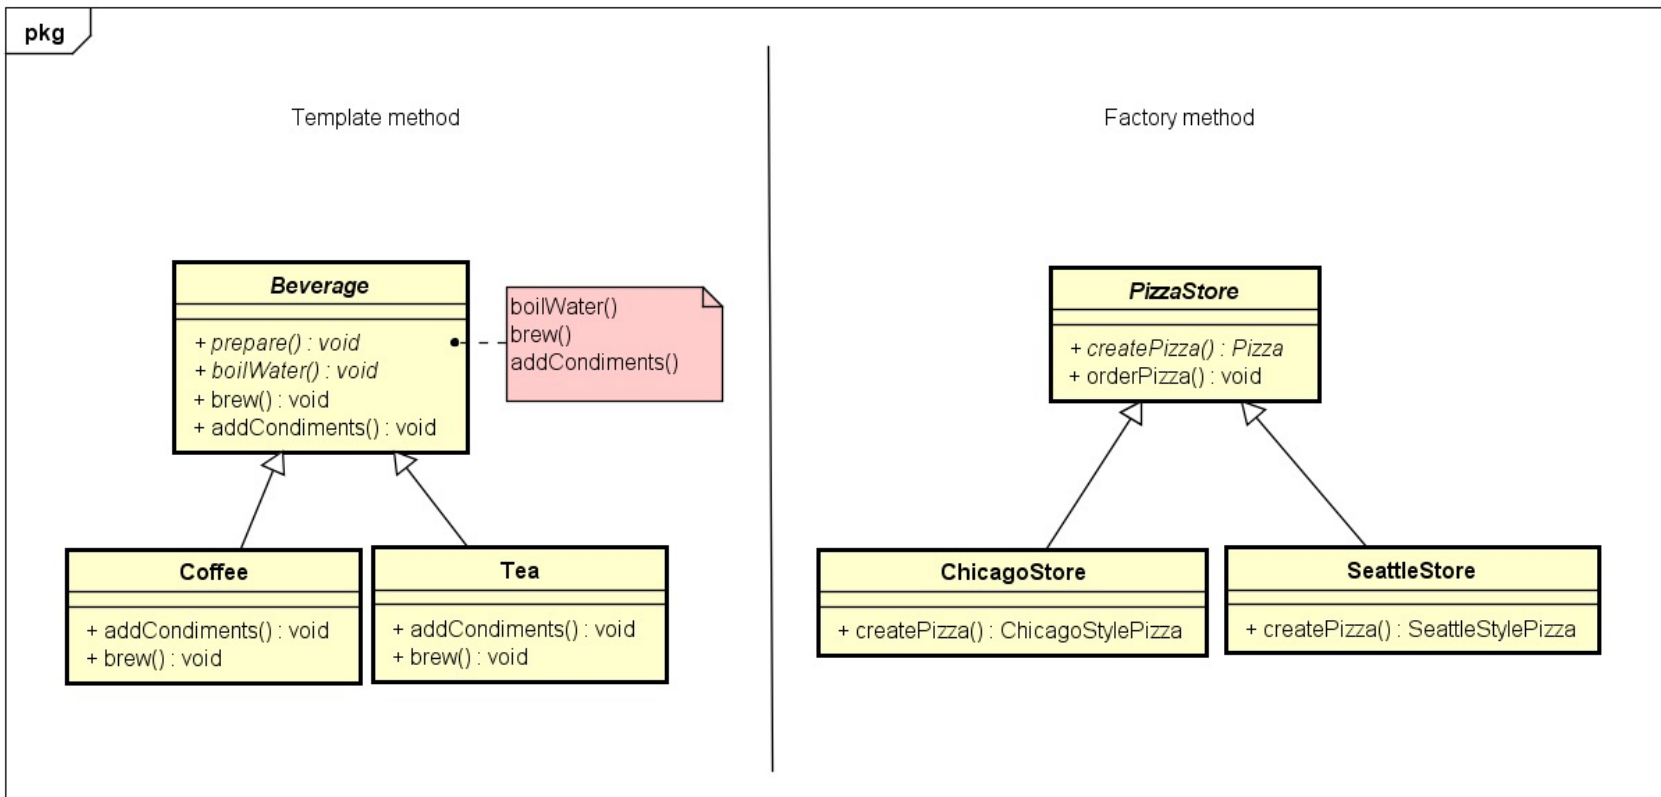 pkg
Template method
Beverage
+ prepare() : void
+ boilWater() : void
+ brew() : void
+ addCondiments() : void
boilWater()
brew()
addCondiments()
Coffee
+ addCondiments() : void
+ brew() : void
Tea
+ addCondiments() : void
+ brew() : void
Factory method
PizzaStore
+ createPizza() : Pizza
+ orderPizza() : void
ChicagoStore
+ createPizza() : ChicagoStylePizza
SeattleStore
+ createPizza() : SeattleStylePizza